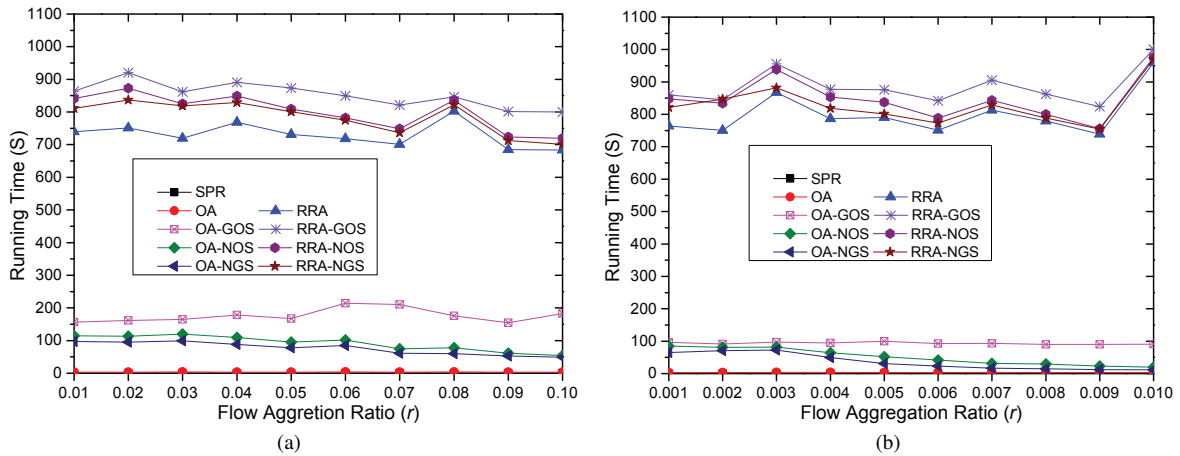 1100
1000
900
800
700
600
500
400
300
200
100
0
Running Time (S)
SPR
OA
RRA
OA-GOS
RRA-GOS
OA-NOS
RRA-NOS
OA-NGS
RRA-NGS
0.01 0.02 0.03 0.04 0.05 0.06 0.07 0.08 0.09 0.10
Flow Aggretion Ratio (r)
(a)
1100
1000
900
800
700
600
500
400
300
200
100
0
Running Time (S)
SPR
OA
RRA
OA-GOS
RRA-GOS
OA-NOS
RRA-NOS
OA-NGS
RRA-NGS
0.001 0.002 0.003 0.004 0.005 0.006 0.007 0.008 0.009 0.010
Flow Aggregation Ratio (r)
(b)